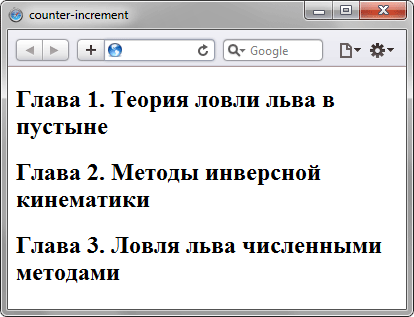 counter-increment
Google
Глава 1. Теория ловли льва в
пустыне
Глава 2. Методы инверсной
кинематики
Глава 3. Ловля льва численными
методами